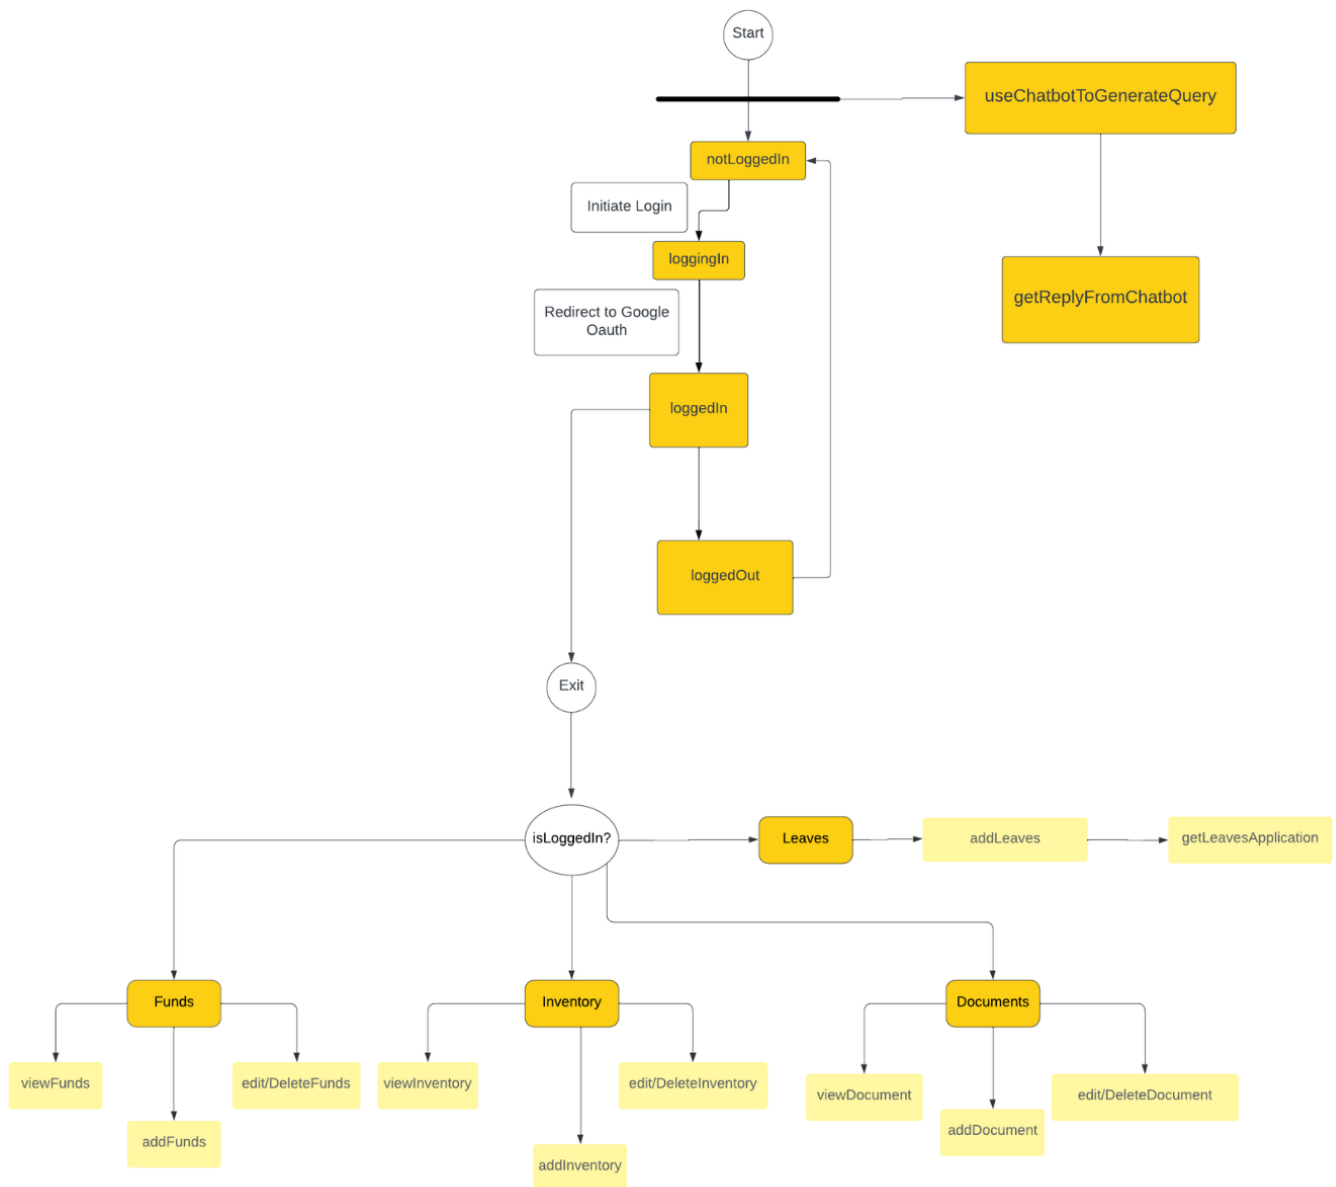 Start
useChatbotToGenerateQuery
notLoggedIn
Initiate Login
loggingIn
getReplyFromChatbot
Redirect to Google
Oauth
loggedIn
loggedOut
Exit
isLoggedIn?
Leaves
addLeaves
getLeavesApplication
Funds
Inventory
Documents
viewFunds
edit/DeleteFunds
viewInventory
edit/DeleteInventory
viewDocument
edit/DeleteDocument
addFunds
addDocument
addInventory